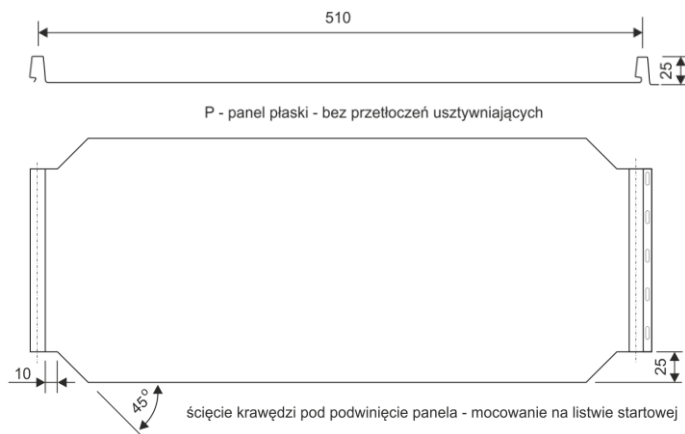 510
25
P - panel płaski - bez przetłoczeń usztywniających
10
45°
25
ścięcie krawędzi pod podwinięcie panela - mocowanie na listwie startowej